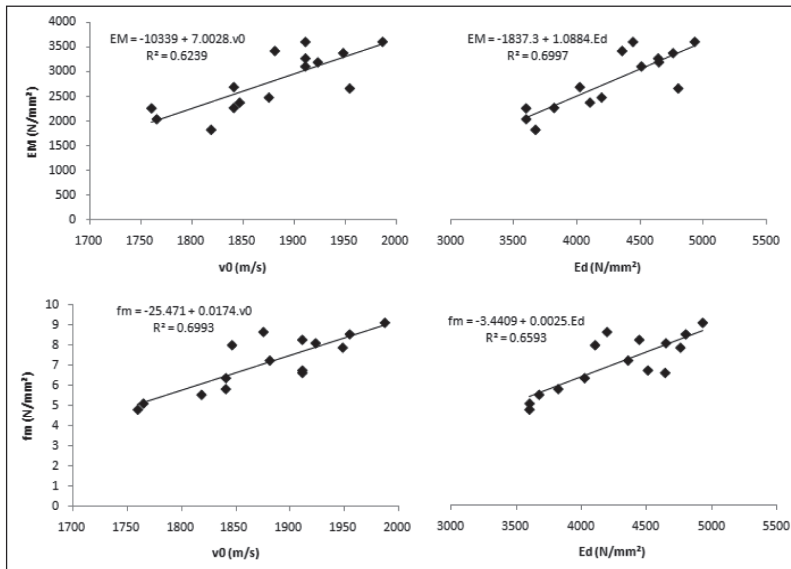 EM = -10339 + 7.0028.v0
R² = 0.6239
4000
3500
3000
2500
2000
1500
1000
500
0
EM (N/mm²)
1700 1750 1800 1850 1900 1950 2000
v0 (m/s)
EM = -1837.3 + 1.0884.Ed
R² = 0.6997
3000 3500 4000 4500 5000 5500
Ed (N/mm²)
fm = -25.471 + 0.0174.v0
R² = 0.6993
10
9
8
7
6
5
4
3
2
1
0
fm (N/mm²)
1700 1750 1800 1850 1900 1950 2000
v0 (m/s)
fm = -3.4409 + 0.0025.Ed
R² = 0.6593
3000 3500 4000 4500 5000 5500
Ed (N/mm²)